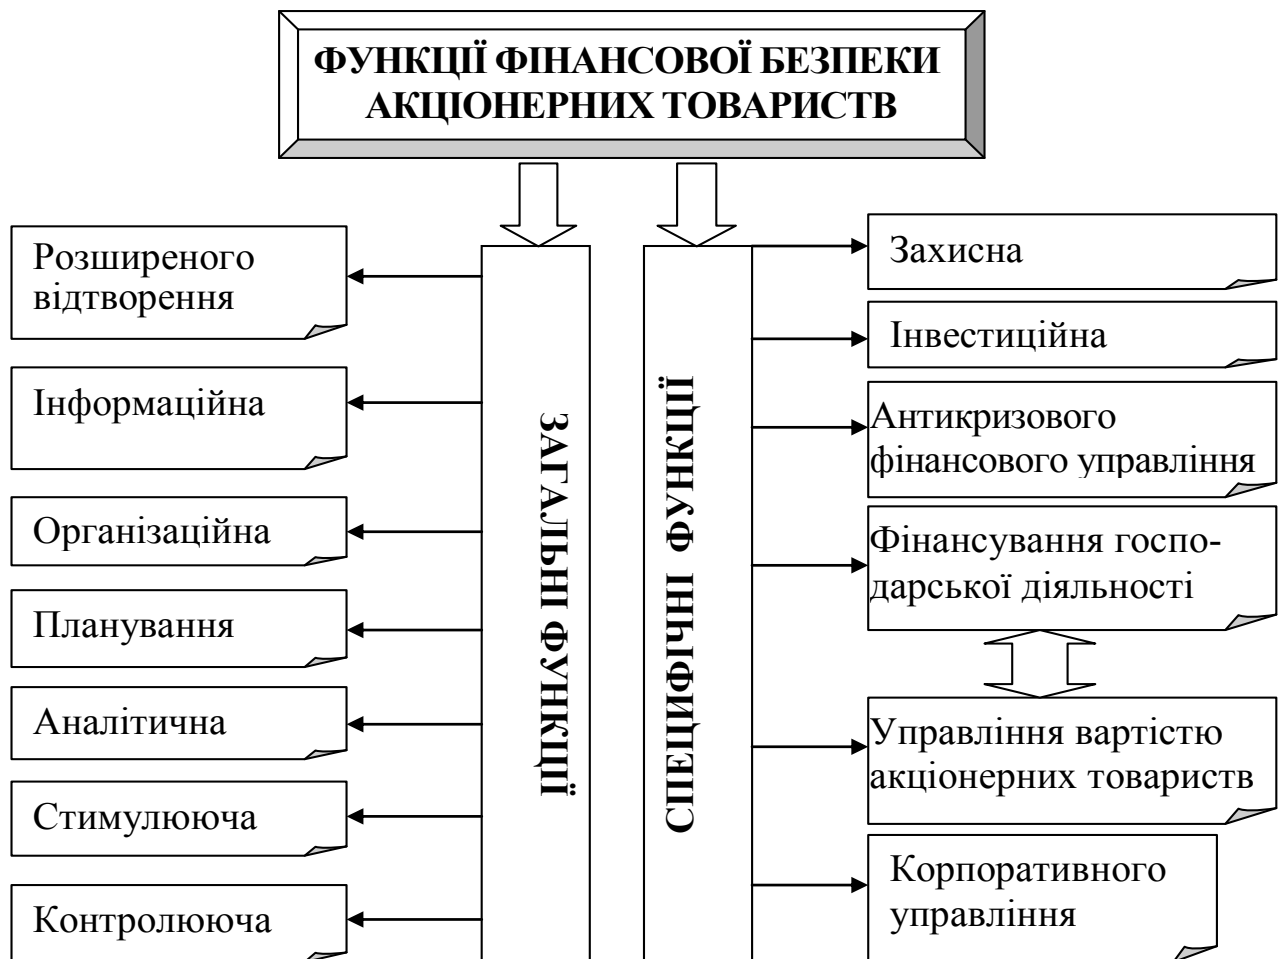 ФУНКЦІЇ ФІНАНСОВОЇ БЕЗПЕКИ
АКЦІОНЕРНИХ ТОВАРИСТВ
Розширеного
відтворення
Інформаційна
Організаційна
Планування
Аналітична
Стимулююча
Контролююча
ЗАГАЛЬНІ ФУНКЦІЇ
СПЕЦИФІЧНІ ФУНКЦІЇ
Захисна
Інвестиційна
Антикризового
фінансового управління
Фінансування госпо-
дарської діяльності
Управління вартістю
акціонерних товариств
Корпоративного
управління